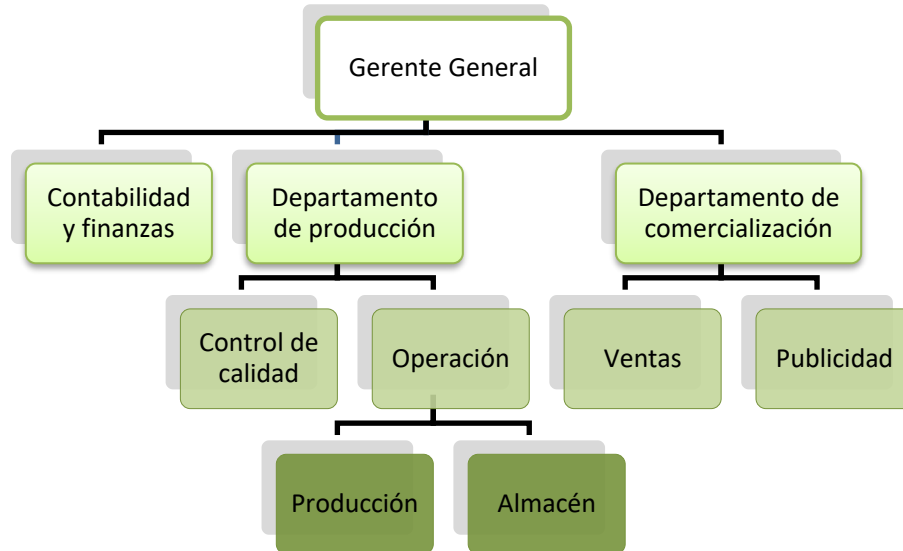 Gerente General
Contabilidad
y finanzas
Departamento
de producción
Departamento de
comercialización
Control de
calidad
Operación
Ventas
Publicidad
Producción
Almacén